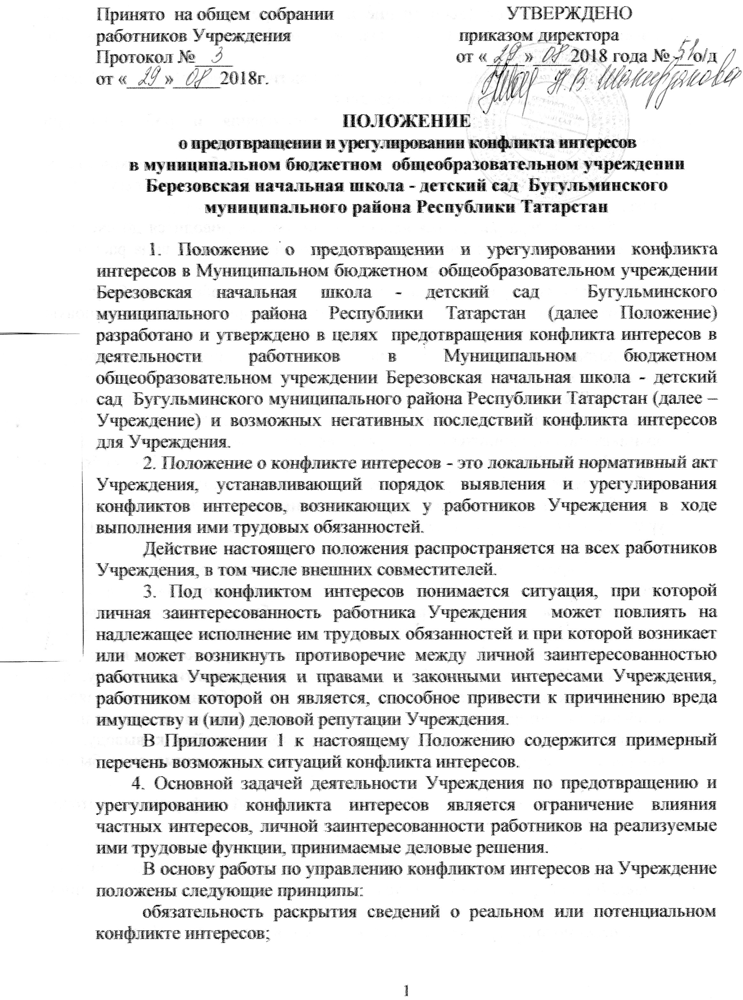 Принято на общем собрании
работников Учреждения
Протокол № 3
от « 29 » 08 2018г.
УТВЕРЖДЕНО
приказом директора
от « 29 » 08 2018 года № 51 о/д
Н.В. Шакирзянова
ПОЛОЖЕНИЕ
о предотвращении и урегулировании конфликта интересов
в муниципальном бюджетном общеобразовательном учреждении
Березовская начальная школа - детский сад Бугульминского
муниципального района Республики Татарстан
1. Положение о предотвращении и урегулировании конфликта
интересов в Муниципальном бюджетном общеобразовательном учреждении
Березовская начальная школа - детский сад Бугульминского
муниципального района Республики Татарстан (далее Положение)
разработано и утверждено в целях предотвращения конфликта интересов в
деятельности работников в Муниципальном бюджетном
общеобразовательном учреждении Березовская начальная школа - детский
сад Бугульминского муниципального района Республики Татарстан (далее –
Учреждение) и возможных негативных последствий конфликта интересов
для Учреждения.
2. Положение о конфликте интересов - это локальный нормативный акт
Учреждения, устанавливающий порядок выявления и урегулирования
конфликтов интересов, возникающих у работников Учреждения в ходе
выполнения ими трудовых обязанностей.
Действие настоящего положения распространяется на всех работников
Учреждения, в том числе внешних совместителей.
3. Под конфликтом интересов понимается ситуация, при которой
личная заинтересованность работника Учреждения может повлиять на
надлежащее исполнение им трудовых обязанностей и при которой возникает
или может возникнуть противоречие между личной заинтересованностью
работника Учреждения и правами и законными интересами Учреждения,
работником которой он является, способное привести к причинению вреда
имуществу и (или) деловой репутации Учреждения.
В Приложении 1 к настоящему Положению содержится примерный
перечень возможных ситуаций конфликта интересов.
4. Основной задачей деятельности Учреждения по предотвращению и
урегулированию конфликта интересов является ограничение влияния
частных интересов, личной заинтересованности работников на реализуемые
ими трудовые функции, принимаемые деловые решения.
В основу работы по управлению конфликтом интересов на Учреждение
положены следующие принципы:
обязательность раскрытия сведений о реальном или потенциальном
конфликте интересов;
1